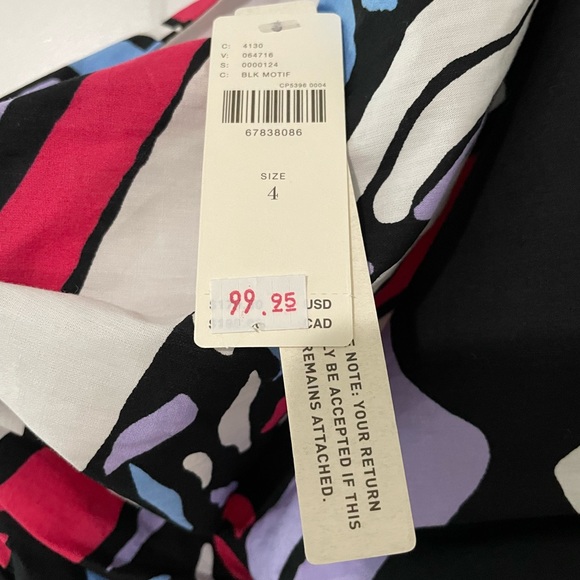 C: 4130
V: 064716
S: 0000124
C: BLK MOTIF
CP5396 0004
67838086
SIZE
4
99.25
USD
CAD
NOTE: YOUR RETURN
BE ACCEPTED IF THIS
REMAINS ATTACHED.